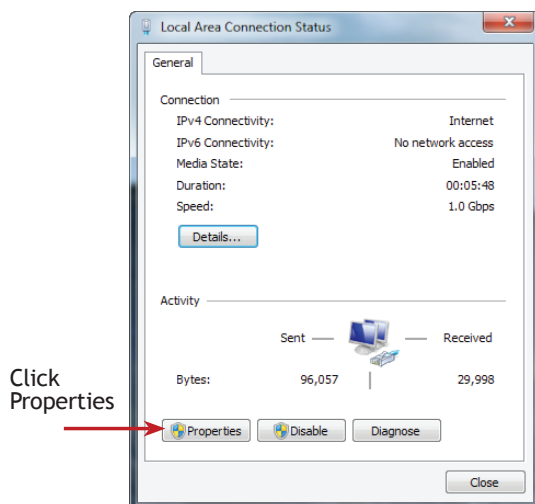 Local Area Connection Status
General
Connection
IPv4 Connectivity: Internet
IPv6 Connectivity: No network access
Media State: Enabled
Duration: 00:05:48
Speed: 1.0 Gbps
Details...
Activity
Sent Received
Bytes: 96,057 29,998
Click
Properties
Properties Disable Diagnose
Close